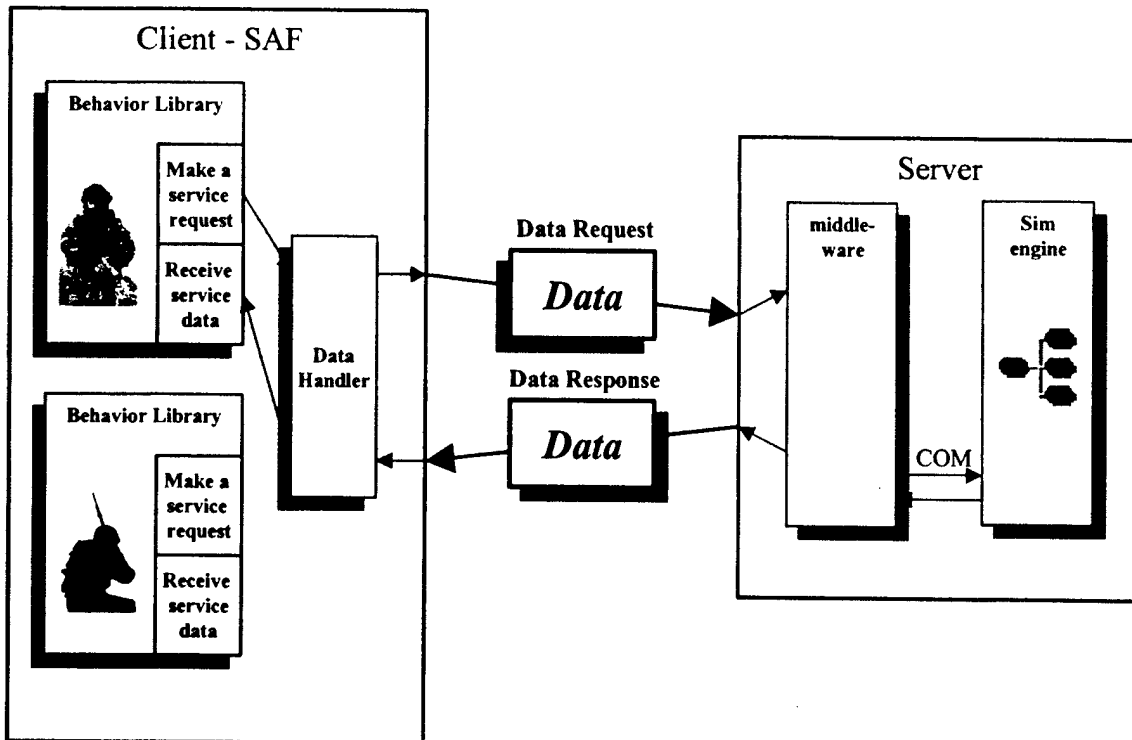 Client - SAF
Behavior Library
Make a
service
request
Receive
service
data
Data
Handler
Behavior Library
Make a
service
request
Receive
service
data
Data Request
Data
Data Response
Data
Server
middle-
ware
Sim
engine
COM